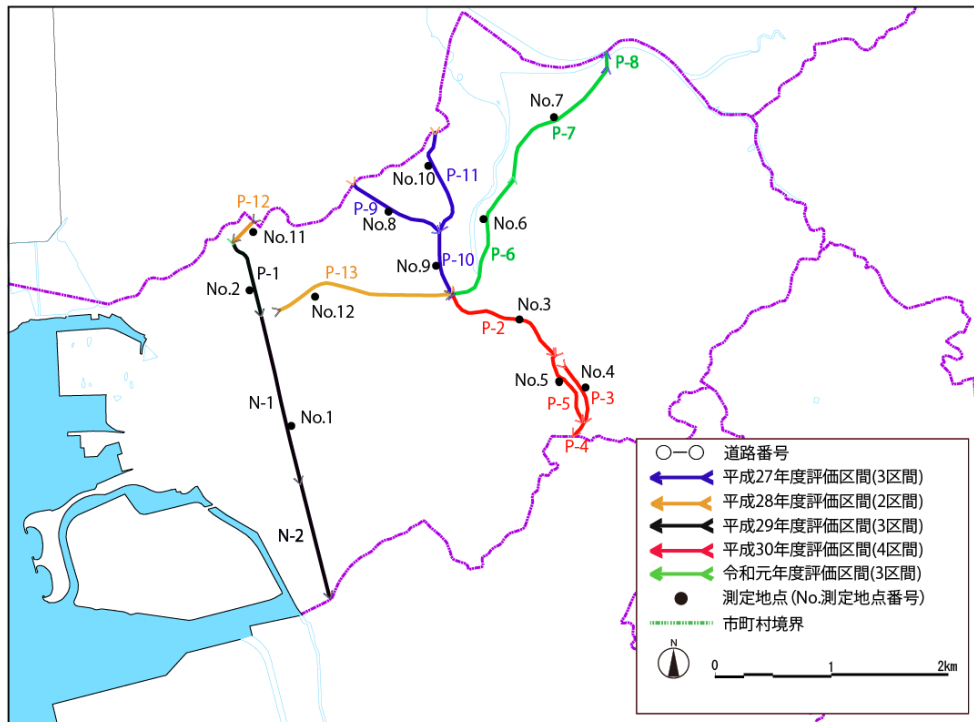 P-8
No.7
P-7
No.10
P-11
P-12
P-9
No.8
No.11
No.6
P-6
P-1
No.9
P-10
P-13
No.2
No.12
No.3
P-2
No.5
No.4
P-5
P-3
N-1
No.1
P-4
N-2
○-○ 道路番号
平成27年度評価区間(3区間)
平成28年度評価区間(2区間)
平成29年度評価区間(3区間)
平成30年度評価区間(4区間)
令和元年度評価区間(3区間)
測定地点(No.測定地点番号)
市町村境界
N
0 1 2km